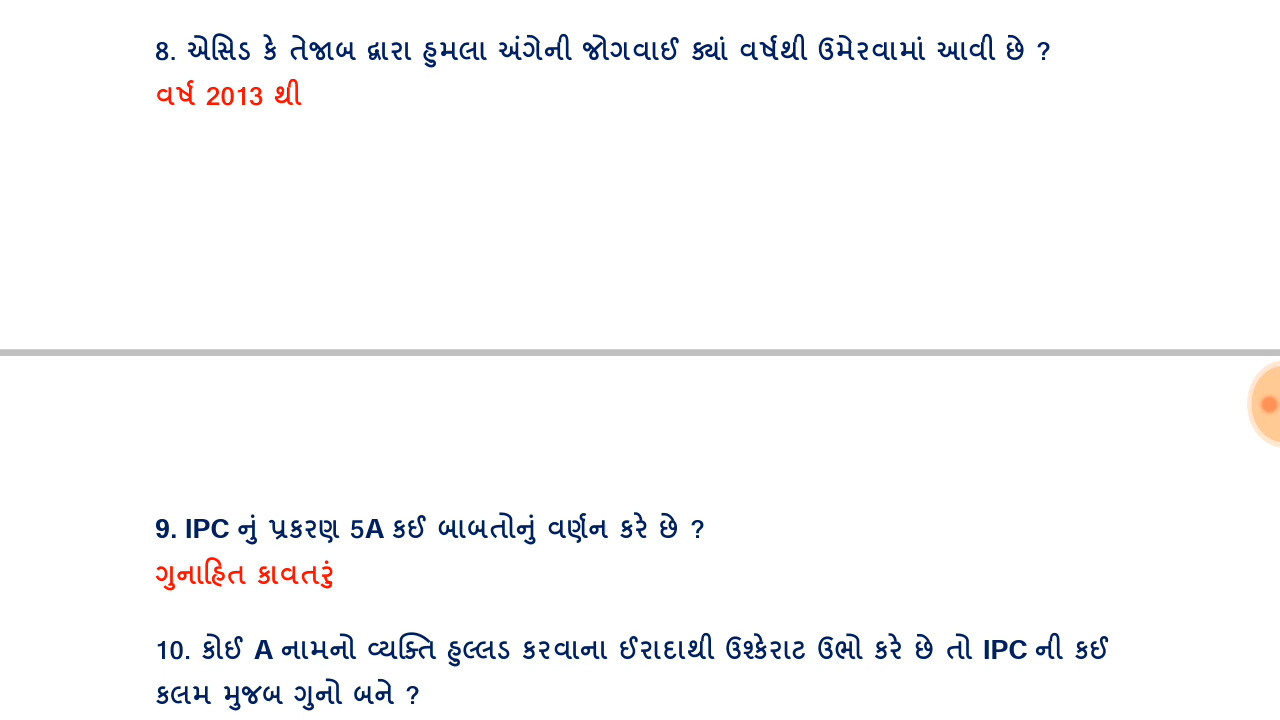 8. એસિડ કે તેજાબ દ્વારા હુમલા અંગેની જોગવાઈ ક્યાં વર્ષથી ઉમેરવામાં આવી છે ?
વર્ષ 2013 થી
9. IPC નું પ્રકરણ 5A કઈ બાબતોનું વર્ણન કરે છે ?
ગુનાહિત કાવતરું
10. કોઈ A નામનો વ્યક્તિ હુલ્લડ કરવાના ઈરાદાથી ઉશ્કેરાટ ઉભો કરે છે તો IPC ની કઈ
કલમ મુજબ ગુનો બને ?